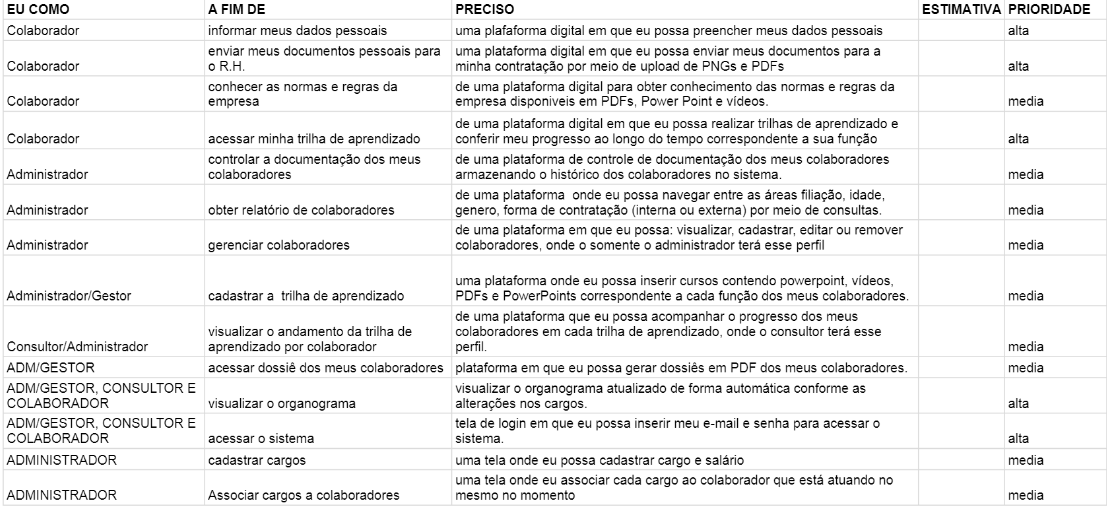 EU COMO A FIM DE PRECISO ESTIMATIVA PRIORIDADE
Colaborador informar meus dados pessoais uma plafaforma digital em que eu possa preencher meus dados pessoais alta
enviar meus documentos pessoais para uma plataforma digital em que eu possa enviar meus documentos para a
Colaborador o R.H. minha contratação por meio de upload de PNGs e PDFs alta
conhecer as normas e regras da de uma plataforma digital para obter conhecimento das normas e regras da
Colaborador empresa empresa disponiveis em PDFs, Power Point e vídeos. media
de uma plataforma digital em que eu possa realizar trilhas de aprendizado e
Colaborador acessar minha trilha de aprendizado conferir meu progresso ao longo do tempo correspondente a sua função alta
controlar a documentação dos meus de uma plataforma de controle de documentação dos meus colaboradores
Administrador colaboradores armazenando o histórico dos colaboradores no sistema. media
de uma plataforma onde eu possa navegar entre as áreas filiação, idade,
Administrador obter relatório de colaboradores genero, forma de contratação (interna ou externa) por meio de consultas. media
de uma plataforma em que eu possa: visualizar, cadastrar, editar ou remover
Administrador gerenciar colaboradores colaboradores, onde o somente o administrador terá esse perfil media
uma plataforma onde eu possa inserir cursos contendo powerpoint, vídeos,
Administrador/Gestor cadastrar a trilha de aprendizado PDFs e PowerPoints correspondente a cada função dos meus colaboradores. media
de uma plataforma que eu possa acompanhar o progresso dos meus
visualizar o andamento da trilha de colaboradores em cada trilha de aprendizado, onde o consultor terá esse
Consultor/Administrador aprendizado por colaborador perfil. media
ADM/GESTOR acessar dossiê dos meus colaboradores plataforma em que eu possa gerar dossiês em PDF dos meus colaboradores. media
ADM/GESTOR, CONSULTOR E visualizar o organograma atualizado de forma automática conforme as
COLABORADOR visualizar o organograma alterações nos cargos. alta
ADM/GESTOR, CONSULTOR E tela de login em que eu possa inserir meu e-mail e senha para acessar o
COLABORADOR acessar o sistema sistema. alta
ADMINISTRADOR cadastrar cargos uma tela onde eu possa cadastrar cargo e salário media
uma tela onde eu associar cada cargo ao colaborador que está atuando no
ADMINISTRADOR Associar cargos a colaboradores mesmo no momento media